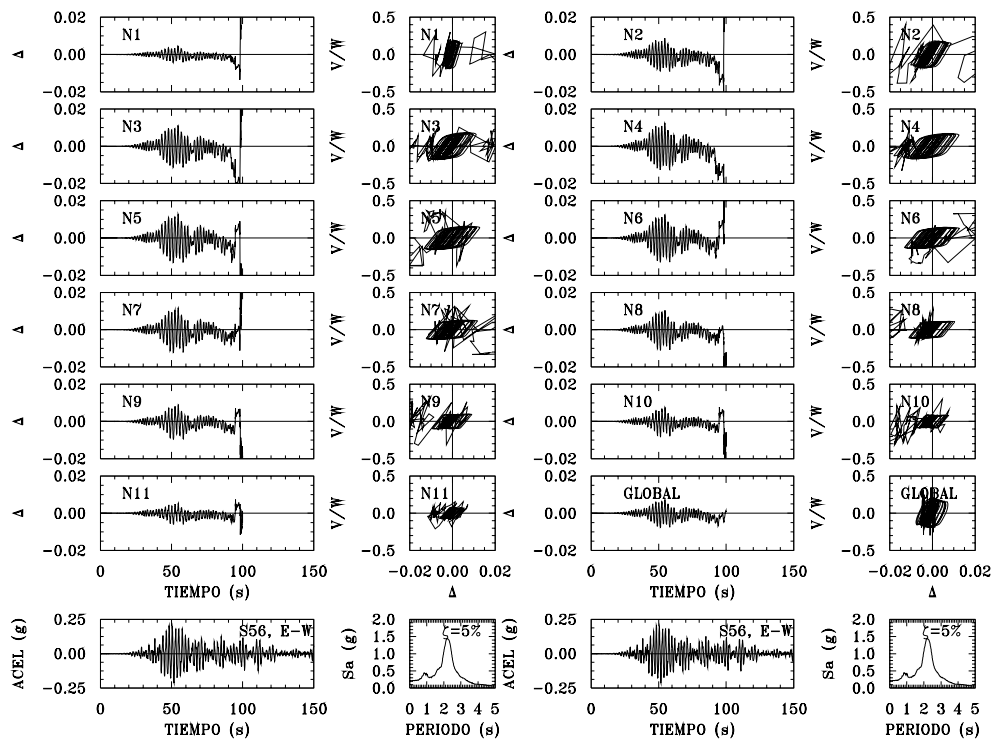 0.02 0.5 0.02 0.5
N1 N1 N2 N2
Δ 0.00 V/W 0.0 Δ 0.00 V/W 0.0
-0.02 -0.5 -0.02 -0.5
0.02 0.5 0.02 0.5
N3 N3 N4 N4
Δ 0.00 V/W 0.0 Δ 0.00 V/W 0.0
-0.02 -0.5 -0.02 -0.5
0.02 0.5 0.02 0.5
N5 N5 N6 N6
Δ 0.00 V/W 0.0 Δ 0.00 V/W 0.0
-0.02 -0.5 -0.02 -0.5
0.02 0.5 0.02 0.5
N7 N7 N8 N8
Δ 0.00 V/W 0.0 Δ 0.00 V/W 0.0
-0.02 -0.5 -0.02 -0.5
0.02 0.5 0.02 0.5
N9 N9 N10 N10
Δ 0.00 V/W 0.0 Δ 0.00 V/W 0.0
-0.02 -0.5 -0.02 -0.5
0.02 0.5 0.02 0.5
N11 N11 GLOBAL GLOBAL
Δ 0.00 V/W 0.0 Δ 0.00 V/W 0.0
-0.02 -0.5 -0.02 -0.5
0 50 100 150 -0.02 0.00 0.02 0 50 100 150 -0.02 0.00 0.02
TIEMPO (s) Δ TIEMPO (s) Δ
0.25 2.0 0.25 2.0
S56, E-W ζ=5% S56, E-W ζ=5%
1.5 1.5
ACEL (g) 0.00 Sa (g) 1.0 ACEL (g) 0.00 Sa (g) 1.0
0.5 0.5
-0.25 0.0 -0.25 0.0
0 50 100 150 0 1 2 3 4 5 0 50 100 150 0 1 2 3 4 5
TIEMPO (s) PERIODO (s) TIEMPO (s) PERIODO (s)